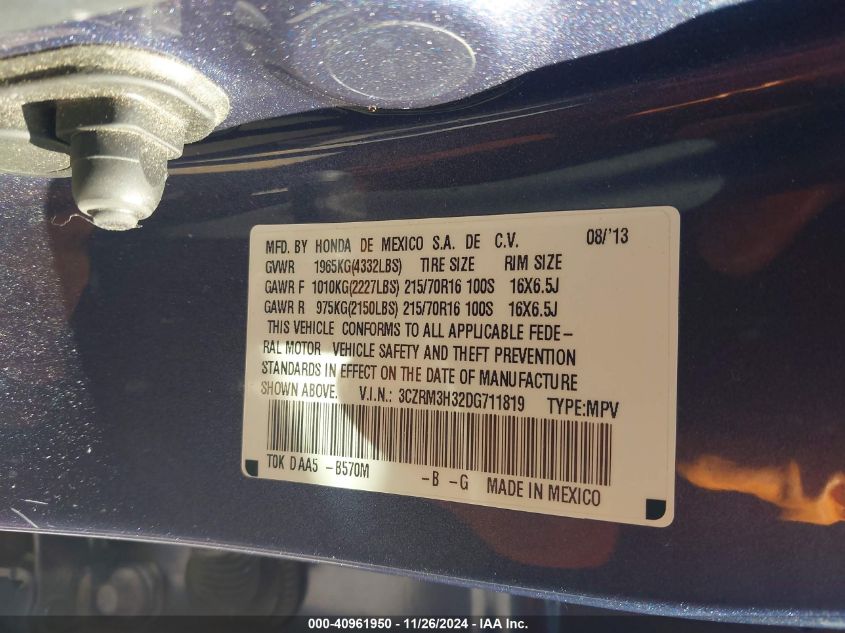 MFD. BY HONDA DE MEXICO S.A. DE C.V. 08/'13
GVWR 1965KG(4332LBS) TIRE SIZE RIM SIZE
GAWR F 1010KG(2227LBS) 215/70R16 100S 16X6.5J
GAWR R 975KG(2150LBS) 215/70R16 100S 16X6.5J
THIS VEHICLE CONFORMS TO ALL APPLICABLE FEDE-
RAL MOTOR VEHICLE SAFETY AND THEFT PREVENTION
STANDARDS IN EFFECT ON THE DATE OF MANUFACTURE
SHOWN ABOVE. V.I.N.: 3CZRM3H32DG711819 TYPE:MPV
TOK D AA5 -B570M -B -G MADE IN MEXICO
000-40961950 - 11/26/2024 - IAA Inc.